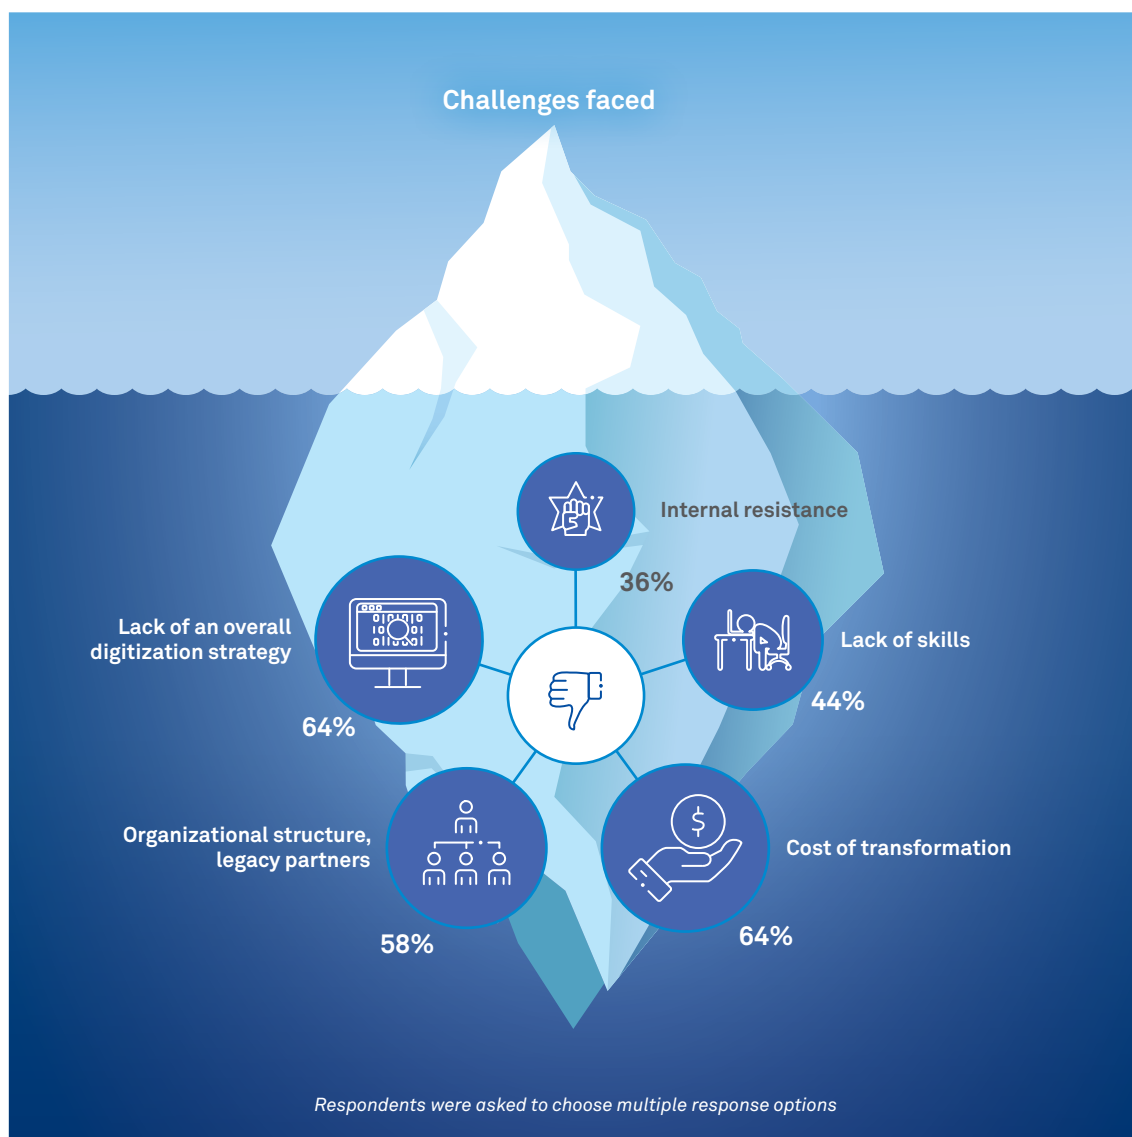 Challenges faced
Internal resistance
36%
Lack of an overall
digitization strategy
64%
Lack of skills
44%
Organizational structure,
legacy partners
58%
Cost of transformation
64%
Respondents were asked to choose multiple response options